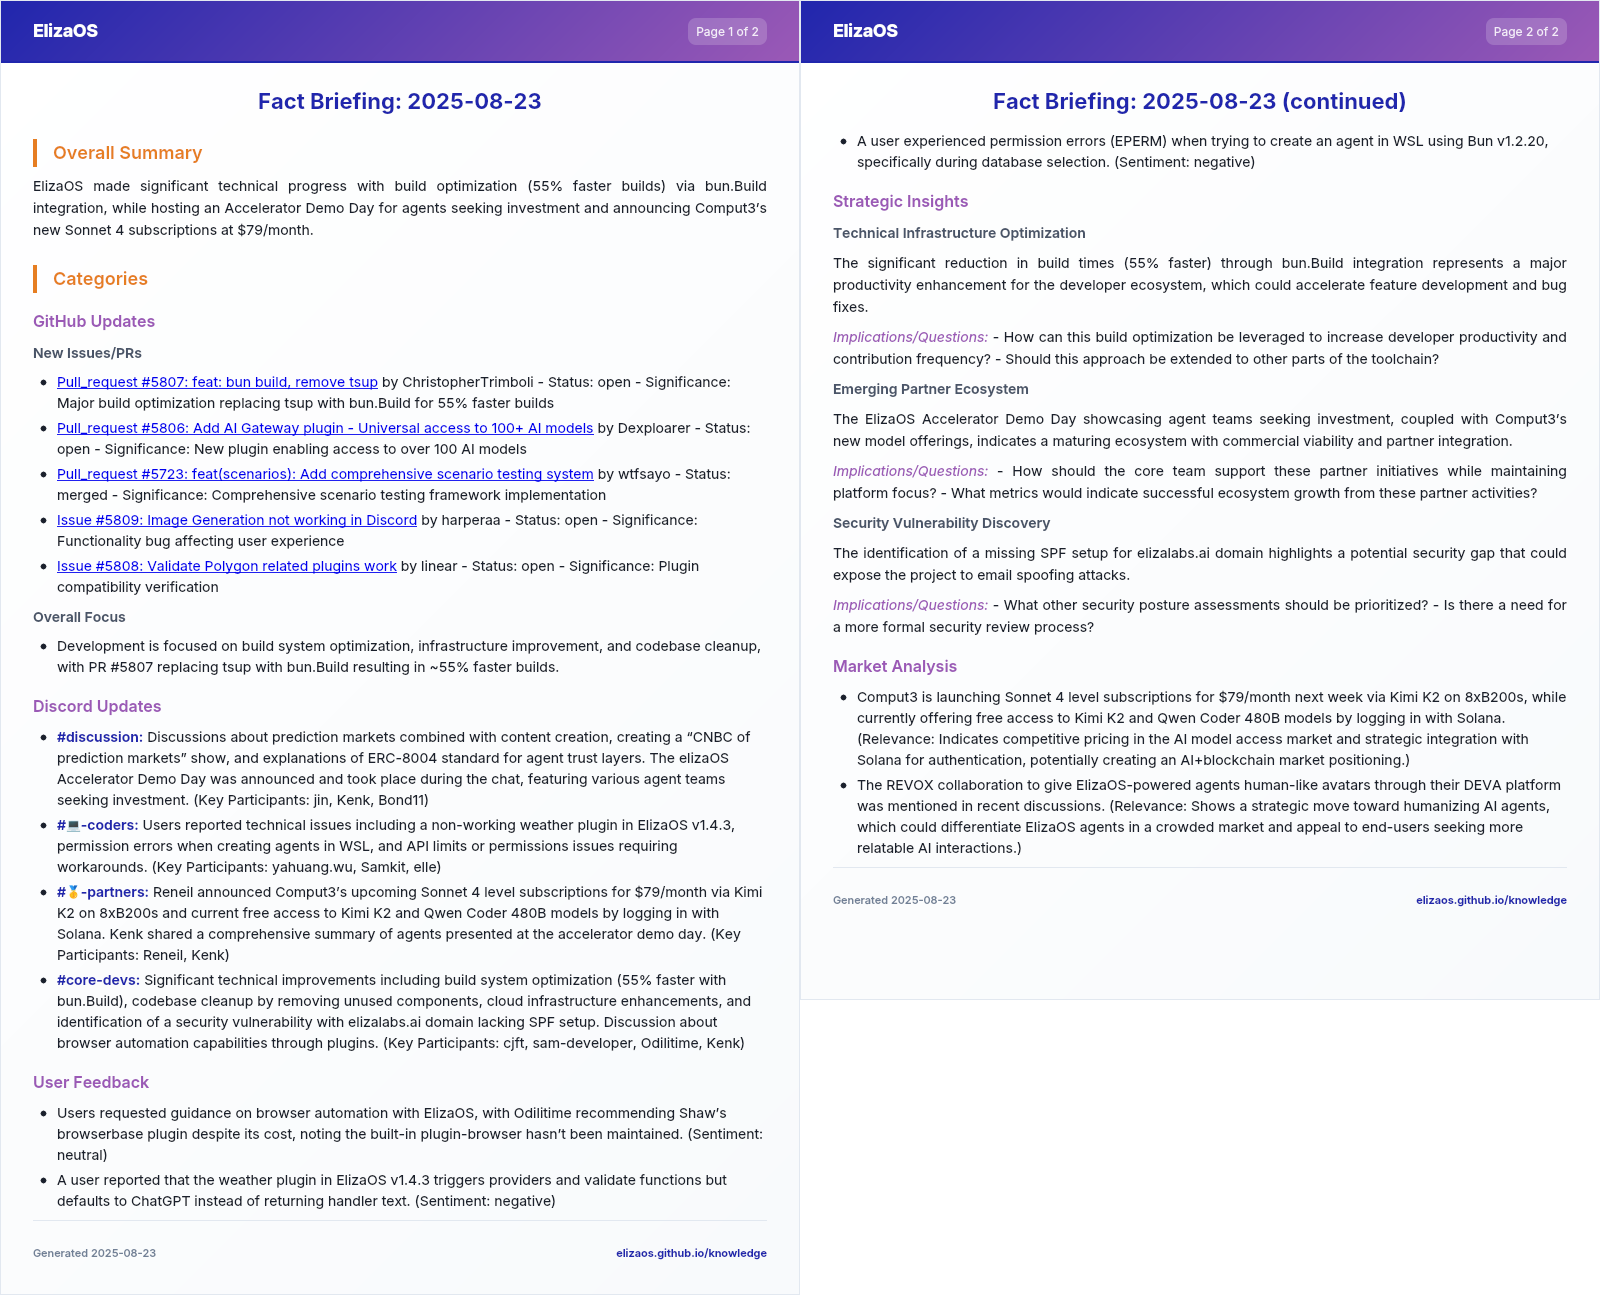 ElizaOS
Page 1 of 2
Fact Briefing: 2025-08-23
Overall Summary
ElizaOS made significant technical progress with build optimization (55% faster builds) via bun.Build
integration, while hosting an Accelerator Demo Day for agents seeking investment and announcing Comput3’s
new Sonnet 4 subscriptions at $79/month.
Categories
GitHub Updates
New Issues/PRs
• Pull_request #5807: feat: bun build, remove tsup by ChristopherTrimboli - Status: open - Significance:
Major build optimization replacing tsup with bun.Build for 55% faster builds
• Pull_request #5806: Add AI Gateway plugin - Universal access to 100+ AI models by Dexploarer - Status:
open - Significance: New plugin enabling access to over 100 AI models
• Pull_request #5723: feat(scenarios): Add comprehensive scenario testing system by wtfsayo - Status:
merged - Significance: Comprehensive scenario testing framework implementation
• Issue #5809: Image Generation not working in Discord by harperaa - Status: open - Significance:
Functionality bug affecting user experience
• Issue #5808: Validate Polygon related plugins work by linear - Status: open - Significance: Plugin
compatibility verification
Overall Focus
• Development is focused on build system optimization, infrastructure improvement, and codebase cleanup,
with PR #5807 replacing tsup with bun.Build resulting in ~55% faster builds.
Discord Updates
• #discussion: Discussions about prediction markets combined with content creation, creating a “CNBC of
prediction markets” show, and explanations of ERC-8004 standard for agent trust layers. The elizaOS
Accelerator Demo Day was announced and took place during the chat, featuring various agent teams
seeking investment. (Key Participants: jin, Kenk, Bond11)
• #💻-coders: Users reported technical issues including a non-working weather plugin in ElizaOS v1.4.3,
permission errors when creating agents in WSL, and API limits or permissions issues requiring
workarounds. (Key Participants: yahuang.wu, Samkit, elle)
• #🥇-partners: Reneil announced Comput3’s upcoming Sonnet 4 level subscriptions for $79/month via Kimi
K2 on 8xB200s and current free access to Kimi K2 and Qwen Coder 480B models by logging in with
Solana. Kenk shared a comprehensive summary of agents presented at the accelerator demo day. (Key
Participants: Reneil, Kenk)
• #core-devs: Significant technical improvements including build system optimization (55% faster with
bun.Build), codebase cleanup by removing unused components, cloud infrastructure enhancements, and
identification of a security vulnerability with elizalabs.ai domain lacking SPF setup. Discussion about
browser automation capabilities through plugins. (Key Participants: cjft, sam-developer, Odilitime, Kenk)
User Feedback
• Users requested guidance on browser automation with ElizaOS, with Odilitime recommending Shaw’s
browserbase plugin despite its cost, noting the built-in plugin-browser hasn’t been maintained. (Sentiment:
neutral)
• A user reported that the weather plugin in ElizaOS v1.4.3 triggers providers and validate functions but
defaults to ChatGPT instead of returning handler text. (Sentiment: negative)
Generated 2025-08-23
elizaos.github.io/knowledge
ElizaOS
Page 2 of 2
Fact Briefing: 2025-08-23 (continued)
• A user experienced permission errors (EPERM) when trying to create an agent in WSL using Bun v1.2.20,
specifically during database selection. (Sentiment: negative)
Strategic Insights
Technical Infrastructure Optimization
The significant reduction in build times (55% faster) through bun.Build integration represents a major
productivity enhancement for the developer ecosystem, which could accelerate feature development and bug
fixes.
Implications/Questions: - How can this build optimization be leveraged to increase developer productivity and
contribution frequency? - Should this approach be extended to other parts of the toolchain?
Emerging Partner Ecosystem
The ElizaOS Accelerator Demo Day showcasing agent teams seeking investment, coupled with Comput3’s
new model offerings, indicates a maturing ecosystem with commercial viability and partner integration.
Implications/Questions: - How should the core team support these partner initiatives while maintaining
platform focus? - What metrics would indicate successful ecosystem growth from these partner activities?
Security Vulnerability Discovery
The identification of a missing SPF setup for elizalabs.ai domain highlights a potential security gap that could
expose the project to email spoofing attacks.
Implications/Questions: - What other security posture assessments should be prioritized? - Is there a need for
a more formal security review process?
Market Analysis
• Comput3 is launching Sonnet 4 level subscriptions for $79/month next week via Kimi K2 on 8xB200s, while
currently offering free access to Kimi K2 and Qwen Coder 480B models by logging in with Solana.
(Relevance: Indicates competitive pricing in the AI model access market and strategic integration with
Solana for authentication, potentially creating an AI+blockchain market positioning.)
• The REVOX collaboration to give ElizaOS-powered agents human-like avatars through their DEVA platform
was mentioned in recent discussions. (Relevance: Shows a strategic move toward humanizing AI agents,
which could differentiate ElizaOS agents in a crowded market and appeal to end-users seeking more
relatable AI interactions.)
Generated 2025-08-23
elizaos.github.io/knowledge